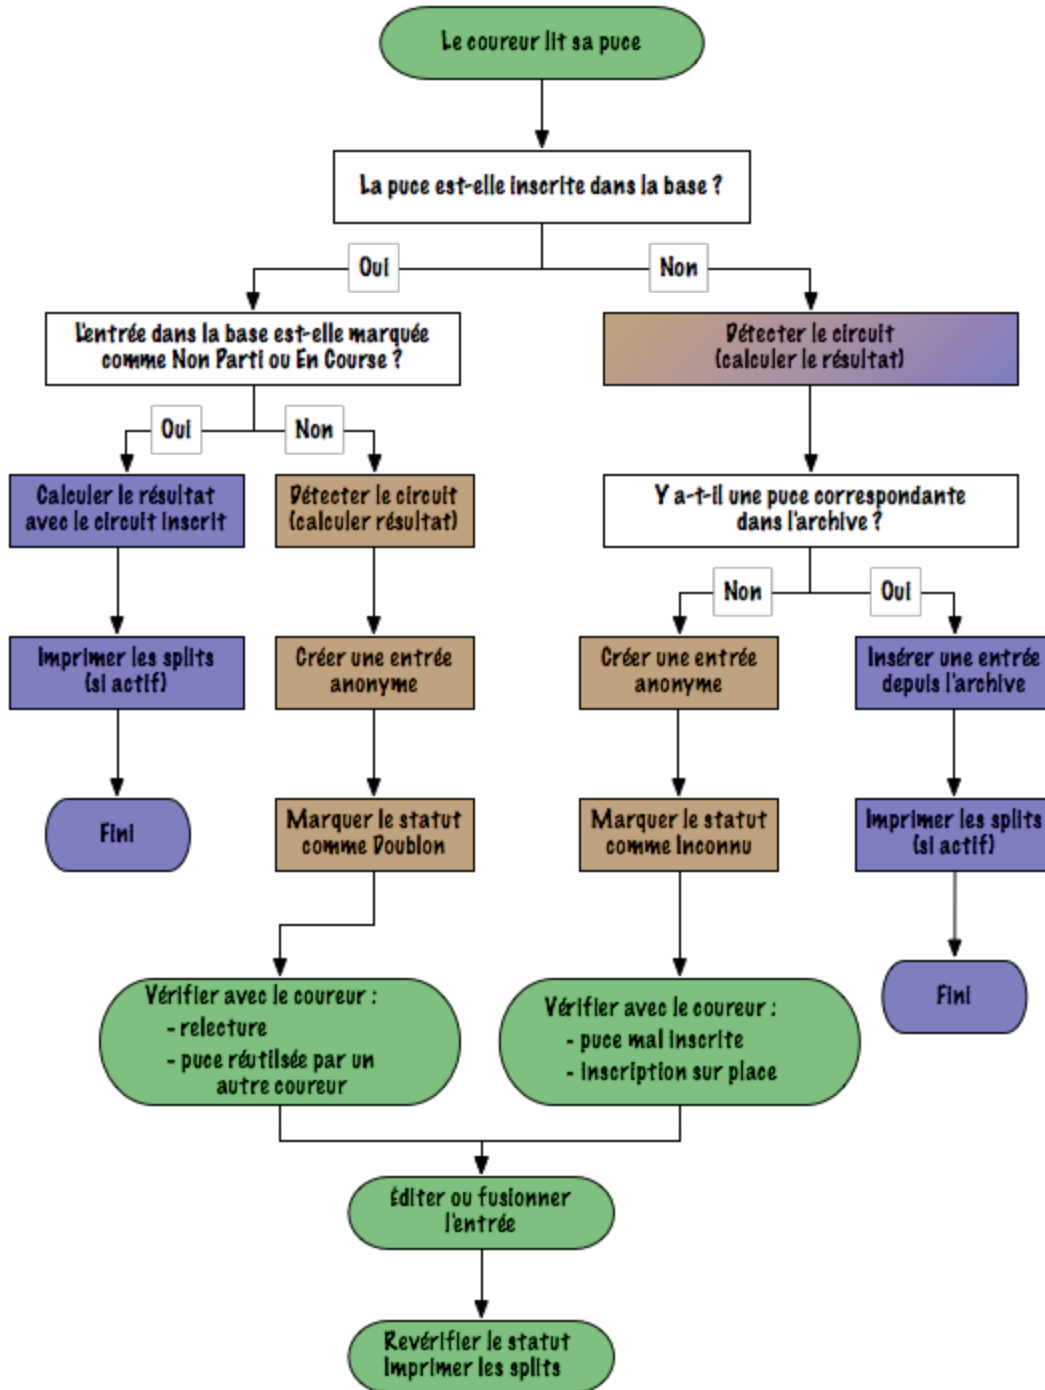 Le coureur lit sa puce
La puce est-elle inscrite dans la base ?
Oui
Non
L'entrée dans la base est-elle marquée
comme Non Parti ou En Course ?
Détecter le circuit
(calculer le résultat)
Oui
Non
Calculer le résultat
avec le circuit inscrit
Détecter le circuit
(calculer résultat)
Y a-t-il une puce correspondante
dans l'archive ?
Non
Oui
Imprimer les splits
(si actif)
Créer une entrée
anonyme
Créer une entrée
anonyme
Insérer une entrée
depuis l'archive
Fini
Marquer le statut
comme Doublon
Marquer le statut
comme Inconnu
Imprimer les splits
(si actif)
Vérifier avec le coureur :
- relecture
- puce réutilsée par un
autre coureur
Vérifier avec le coureur :
- puce mal inscrite
- inscription sur place
Fini
Éditer ou fusionner
l'entrée
Revérifier le statut
Imprimer les splits